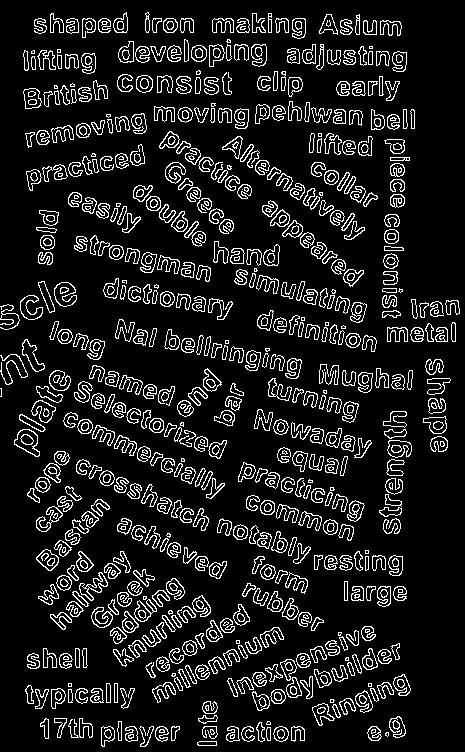 shaped iron making Asium
lifting developing adjusting
British consist clip early
removing moving pehlwan bell
practiced practice Alternatively lifted collar piece
easily double Greece appeared
sold strongman hand simulating colonist
scle dictionary definition Iran
metal
long Nal bellringing Mughal shape
ht
plate named end bar turning
Selectorized Nowaday
commercially equal strength
rope crosshatch practicing
cast notably common
Bastan achieved resting
word form
halfway Greek rubber large
adding
knurling
recorded
shell millennium Inexpensive
typically bodybuilder
Ringing
17th player late action e.g